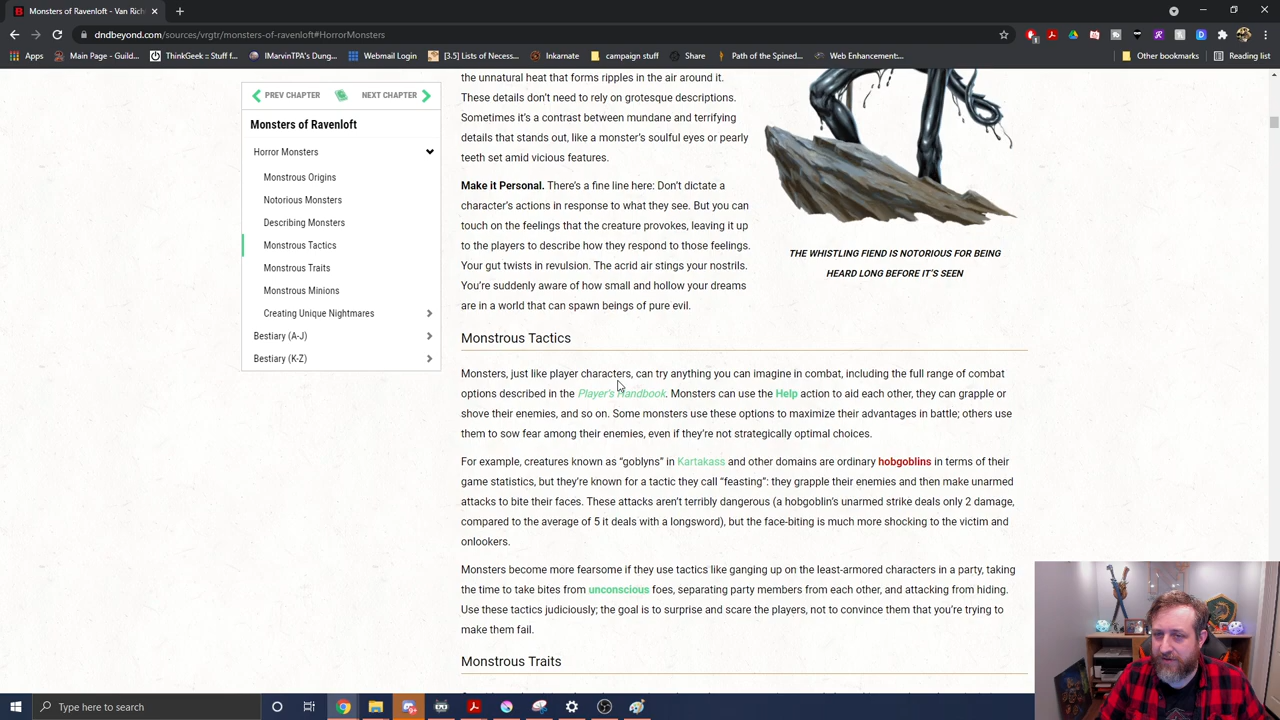 Monsters of Ravenloft - Van Rich
dndbeyond.com/sources/vrgtr/monsters-of-ravenloft#HorrorMonsters
Apps
Main Page - Guild...
ThinkGeek :: Stuff f...
IMarvinTPA's Dung...
Webmail Login
[3.5] Lists of Necess...
Inkarnate
campaign stuff
Share
Path of the Spined...
Web Enhancement:...
Other bookmarks
Reading list
PREV CHAPTER
NEXT CHAPTER
Monsters of Ravenloft
Horror Monsters
Monstrous Origins
Notorious Monsters
Describing Monsters
Monstrous Tactics
Monstrous Traits
Monstrous Minions
Creating Unique Nightmares
Bestiary (A-J)
Bestiary (K-Z)
the unnatural heat that forms ripples in the air around it.
These details don't need to rely on grotesque descriptions.
Sometimes it's a contrast between mundane and terrifying
details that stands out, like a monster's soulful eyes or pearly
teeth set amid vicious features.
Make it Personal. There's a fine line here: Don't dictate a
character's actions in response to what they see. But you can
touch on the feelings that the creature provokes, leaving it up
to the players to describe how they respond to those feelings.
Your gut twists in revulsion. The acrid air stings your nostrils.
You're suddenly aware of how small and hollow your dreams
are in a world that can spawn beings of pure evil.
THE WHISTLING FIEND IS NOTORIOUS FOR BEING
HEARD LONG BEFORE IT'S SEEN
Monstrous Tactics
Monsters, just like player characters, can try anything you can imagine in combat, including the full range of combat
options described in the Player's Handbook. Monsters can use the Help action to aid each other, they can grapple or
shove their enemies, and so on. Some monsters use these options to maximize their advantages in battle; others use
them to sow fear among their enemies, even if they're not strategically optimal choices.
For example, creatures known as "goblyns" in Kartakass and other domains are ordinary hobgoblins in terms of their
game statistics, but they're known for a tactic they call "feasting": they grapple their enemies and then make unarmed
attacks to bite their faces. These attacks aren't terribly dangerous (a hobgoblin's unarmed strike deals only 2 damage,
compared to the average of 5 it deals with a longsword), but the face-biting is much more shocking to the victim and
onlookers.
Monsters become more fearsome if they use tactics like ganging up on the least-armored characters in a party, taking
the time to take bites from unconscious foes, separating party members from each other, and attacking from hiding.
Use these tactics judiciously; the goal is to surprise and scare the players, not to convince them that you're trying to
make them fail.
Monstrous Traits
Type here to search